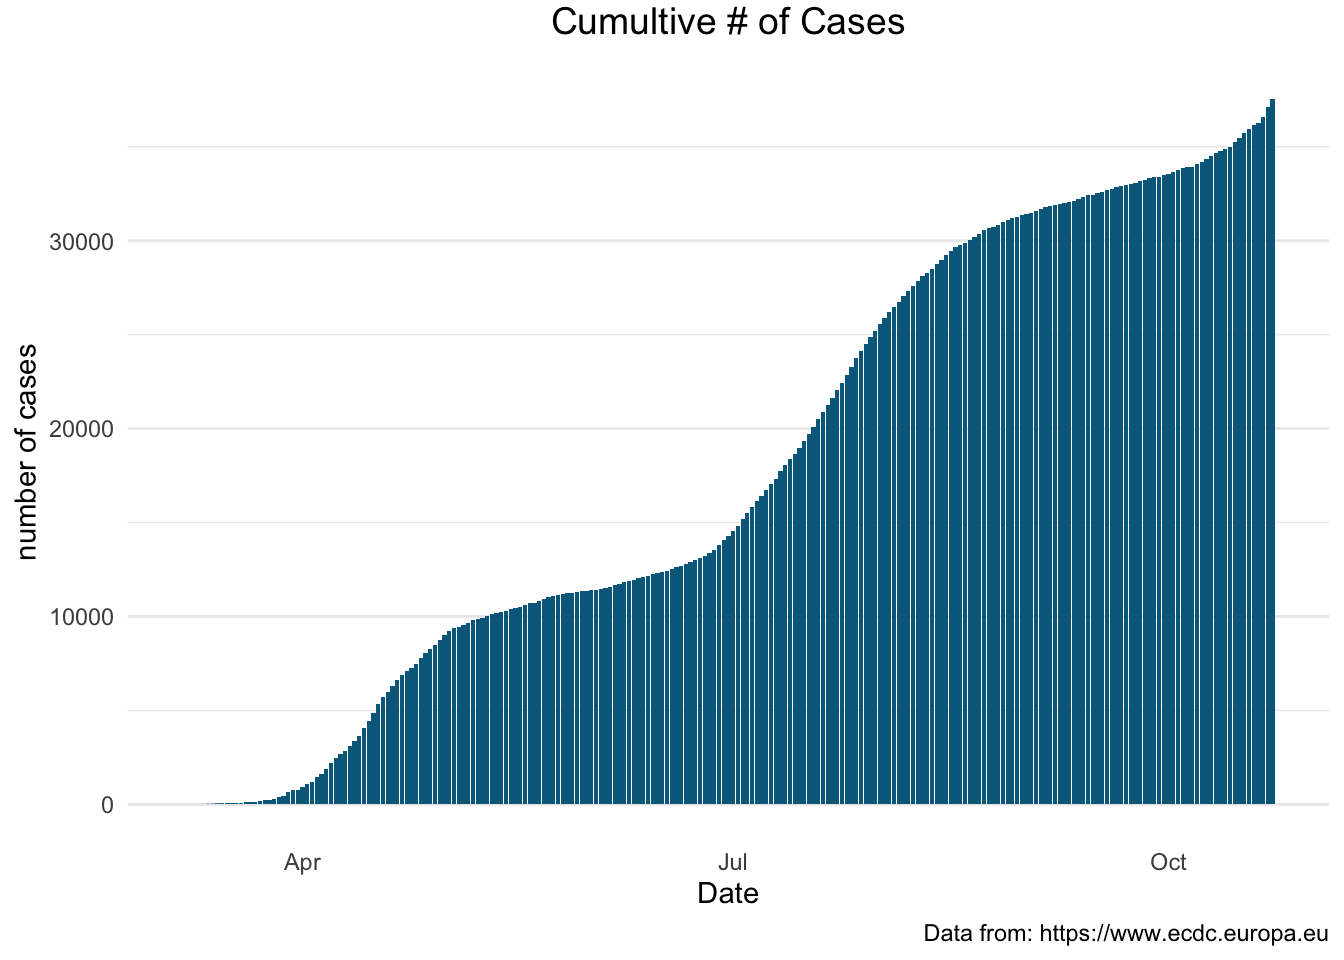 Cumultive # of Cases
number of cases
30000
20000
10000
0
Apr Jul Oct
Date
Data from: https://www.ecdc.europa.eu